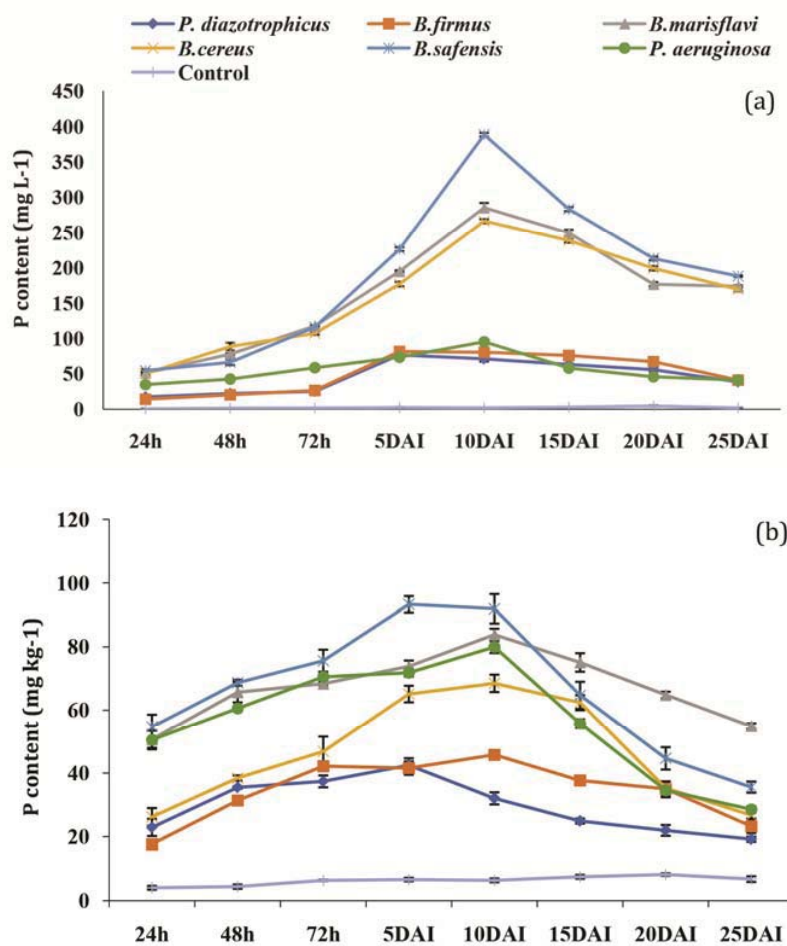 P. diazotrophicus B.firmus B.marisflavi
B.cereus B.safensis P. aeruginosa
Control
(a)
P content (mg L-1)
450
400
350
300
250
200
150
100
50
0
24h 48h 72h 5DAI 10DAI 15DAI 20DAI 25DAI
(b)
P content (mg kg-1)
120
100
80
60
40
20
0
24h 48h 72h 5DAI 10DAI 15DAI 20DAI 25DAI